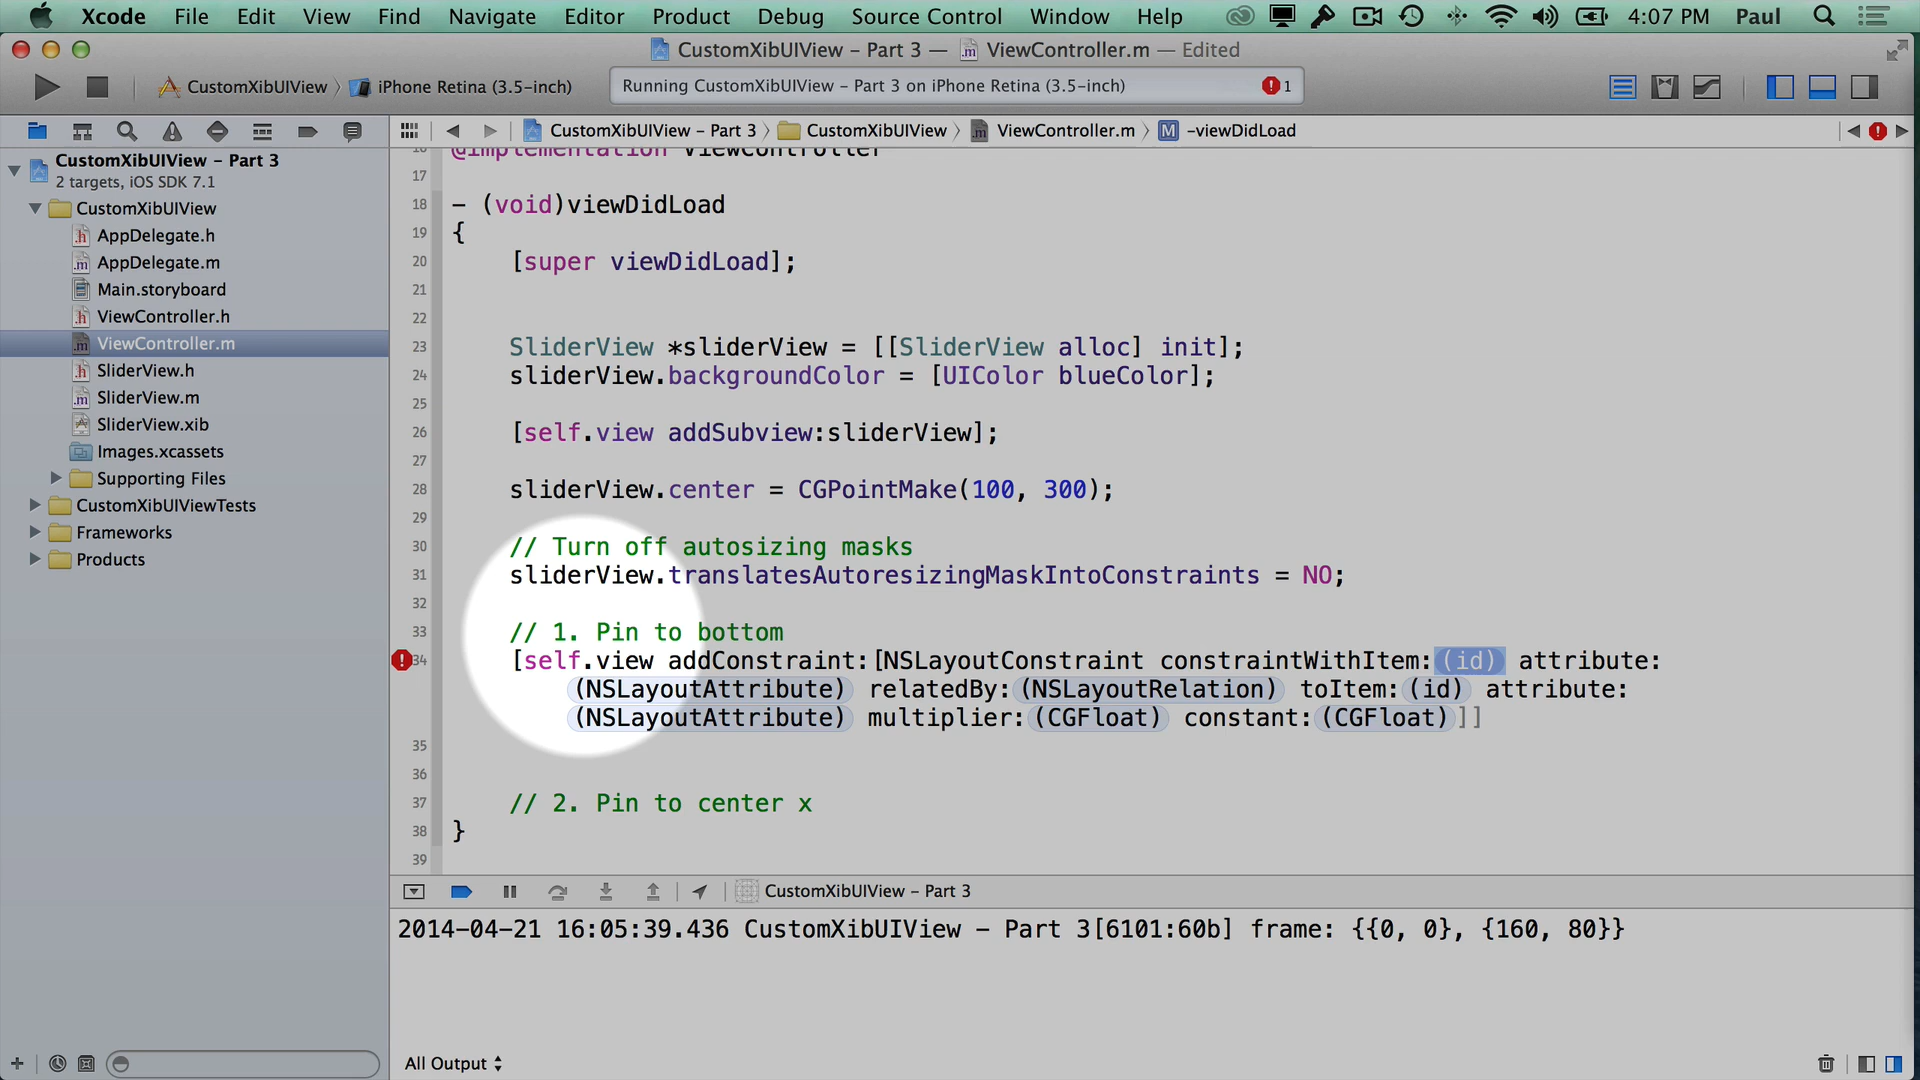 Xcode File Edit View Find Navigate Editor Product Debug Source Control Window Help 4:07 PM Paul
CustomXibUIView – Part 3 — ViewController.m — Edited
CustomXibUIView iPhone Retina (3.5-inch) Running CustomXibUIView – Part 3 on iPhone Retina (3.5-inch) 1
CustomXibUIView – Part 3 CustomXibUIView ViewController.m M -viewDidLoad
CustomXibUIView – Part 3
2 targets, iOS SDK 7.1
CustomXibUIView
AppDelegate.h
AppDelegate.m
Main.storyboard
ViewController.h
ViewController.m
SliderView.h
SliderView.m
SliderView.xib
Images.xcassets
Supporting Files
CustomXibUIViewTests
Frameworks
Products
16 @implementation ViewController
17
18 - (void)viewDidLoad
19 {
20 [super viewDidLoad];
21
22
23 SliderView *sliderView = [[SliderView alloc] init];
24 sliderView.backgroundColor = [UIColor blueColor];
25
26 [self.view addSubview:sliderView];
27
28 sliderView.center = CGPointMake(100, 300);
29
30 // Turn off autosizing masks
31 sliderView.translatesAutoresizingMaskIntoConstraints = NO;
32
33 // 1. Pin to bottom
34 [self.view addConstraint:[NSLayoutConstraint constraintWithItem:(id) attribute:
(NSLayoutAttribute) relatedBy:(NSLayoutRelation) toItem:(id) attribute:
(NSLayoutAttribute) multiplier:(CGFloat) constant:(CGFloat)]]
35
36
37 // 2. Pin to center x
38 }
39
CustomXibUIView – Part 3
2014-04-21 16:05:39.436 CustomXibUIView - Part 3[6101:60b] frame: {{0, 0}, {160, 80}}
All Output